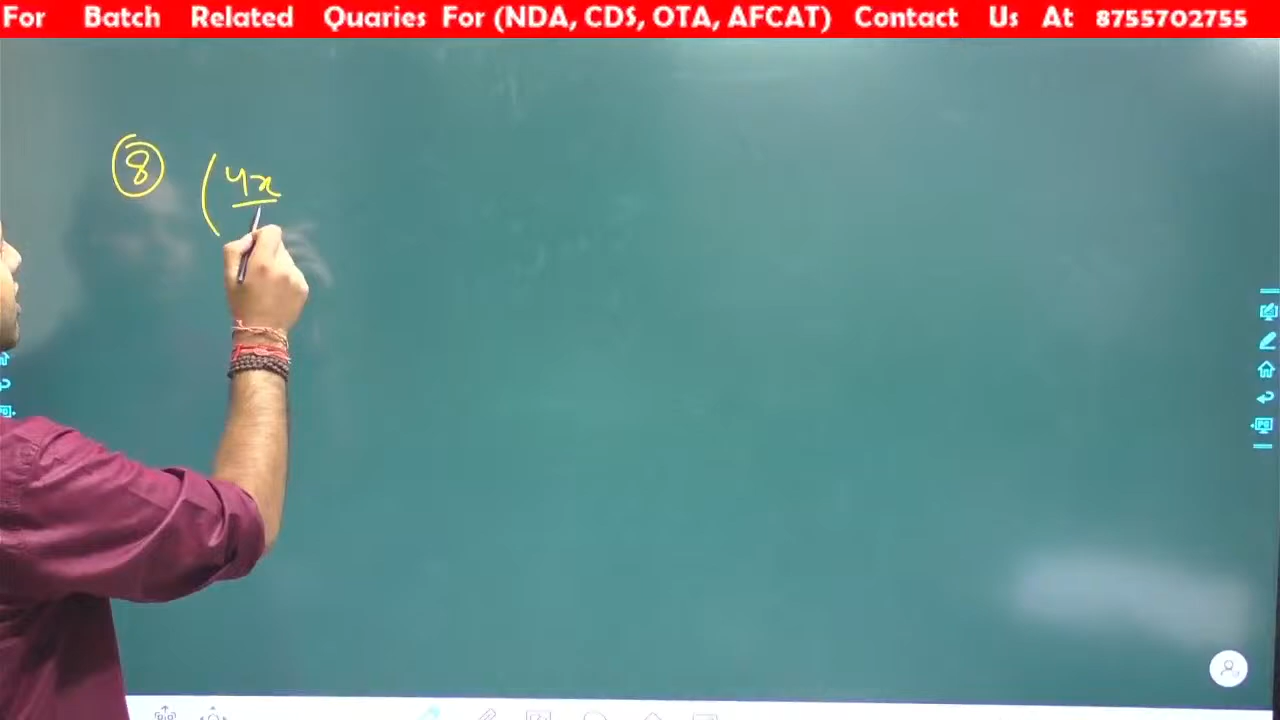 For Batch Related Quaries For (NDA, CDS, OTA, AFCAT) Contact Us At 8755702755
8 (4x